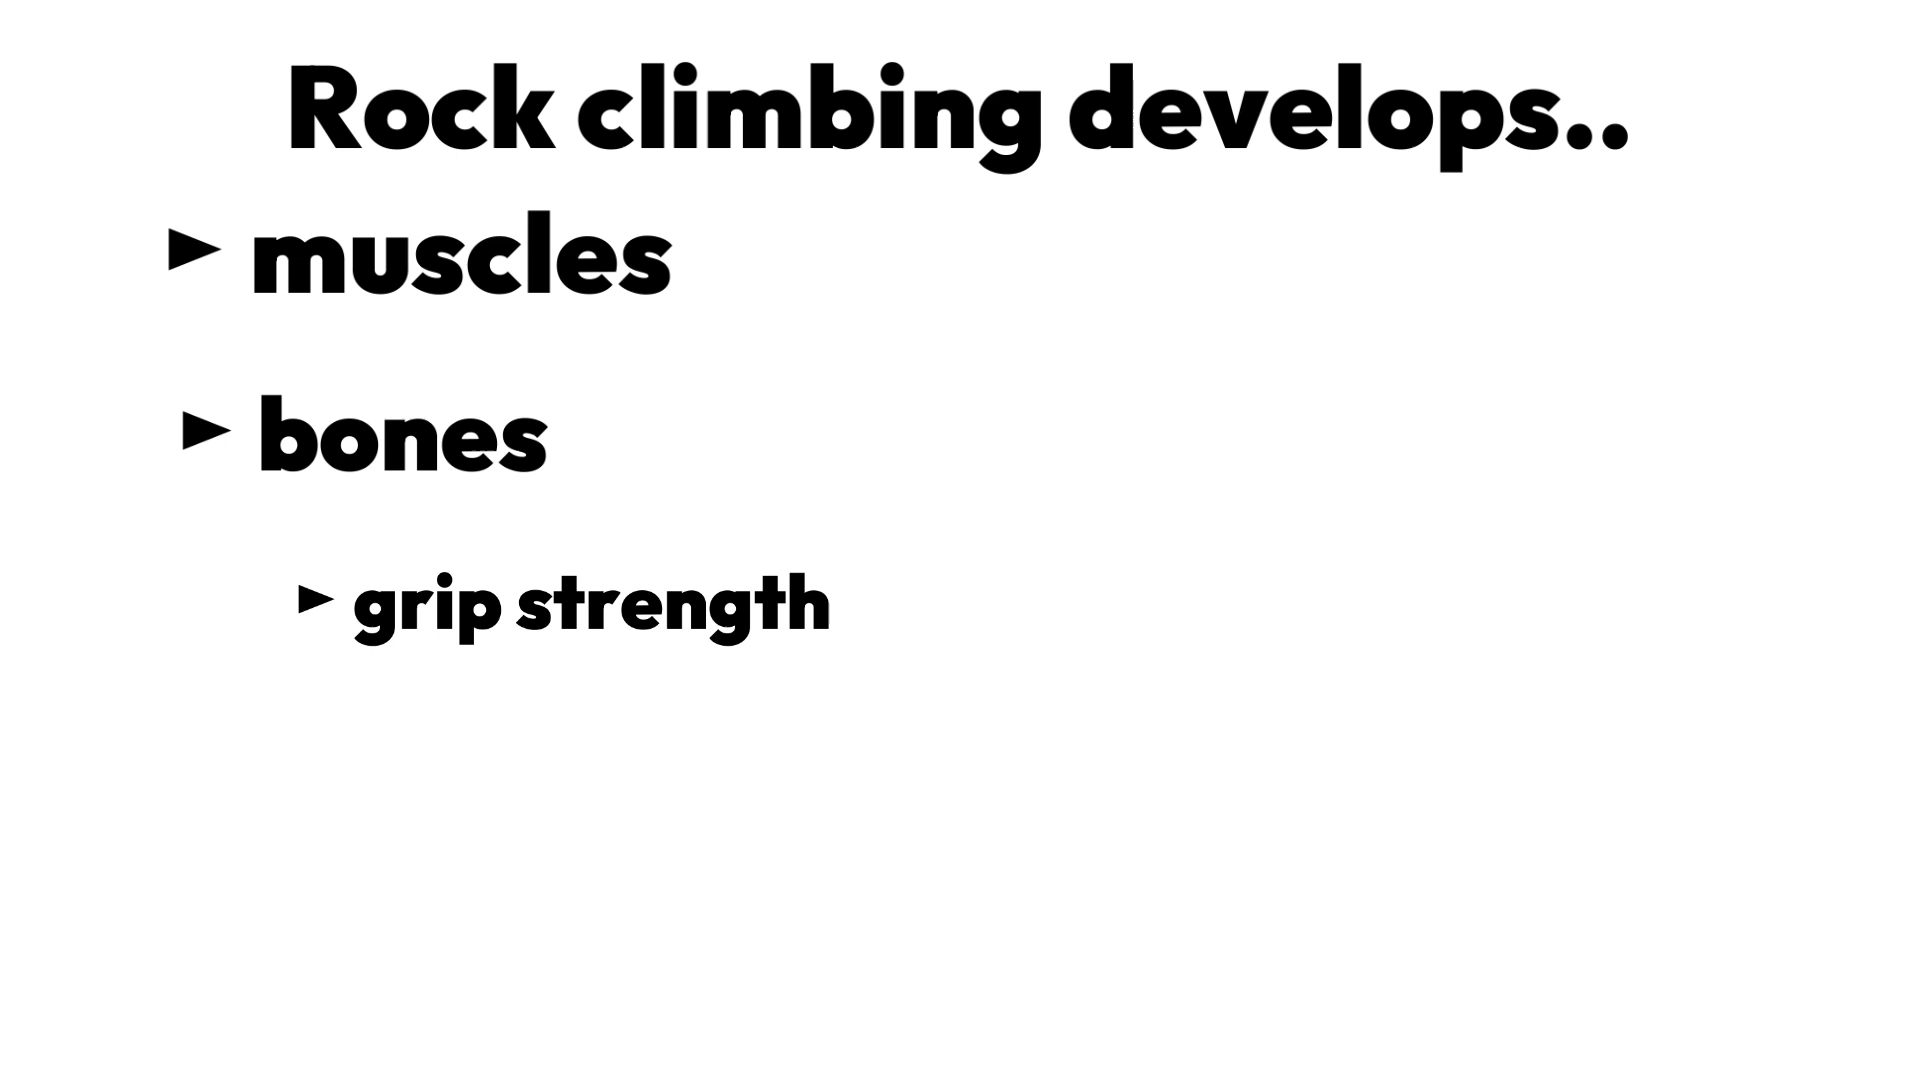 Rock climbing develops..
► muscles
► bones
► grip strength